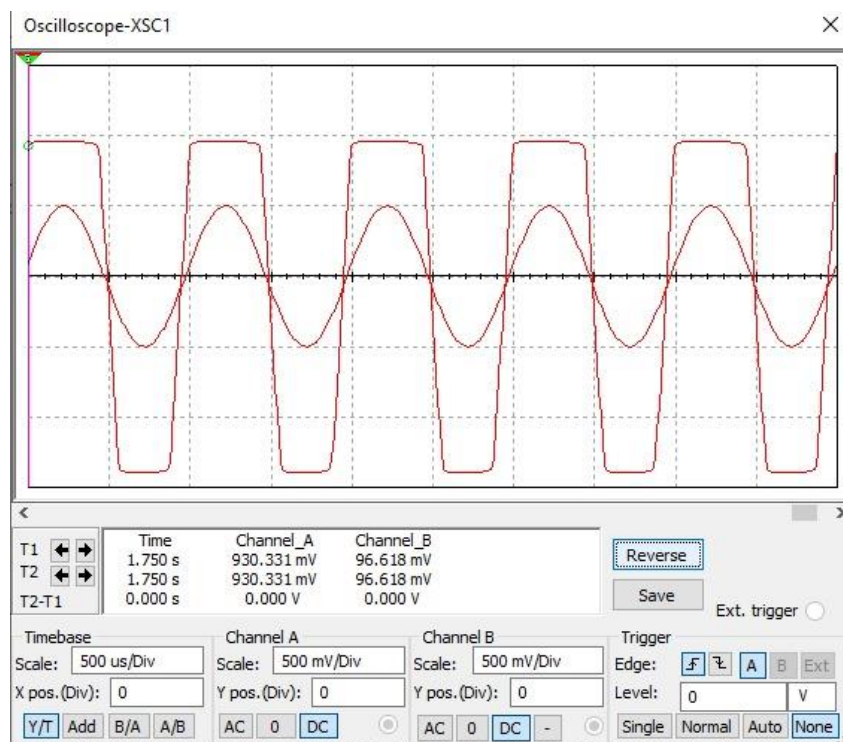 Oscilloscope-XSC1
Time Channel_A Channel_B
T1 1.750 s 930.331 mV 96.618 mV
T2 1.750 s 930.331 mV 96.618 mV
T2-T1 0.000 s 0.000 V 0.000 V
Reverse
Save
Ext. trigger
Timebase
Scale: 500 us/Div
X pos.(Div): 0
Y/T Add B/A A/B
Channel A
Scale: 500 mV/Div
Y pos.(Div): 0
AC 0 DC
Channel B
Scale: 500 mV/Div
Y pos.(Div): 0
AC 0 DC -
Trigger
Edge: A B Ext
Level: 0 V
Single Normal Auto None